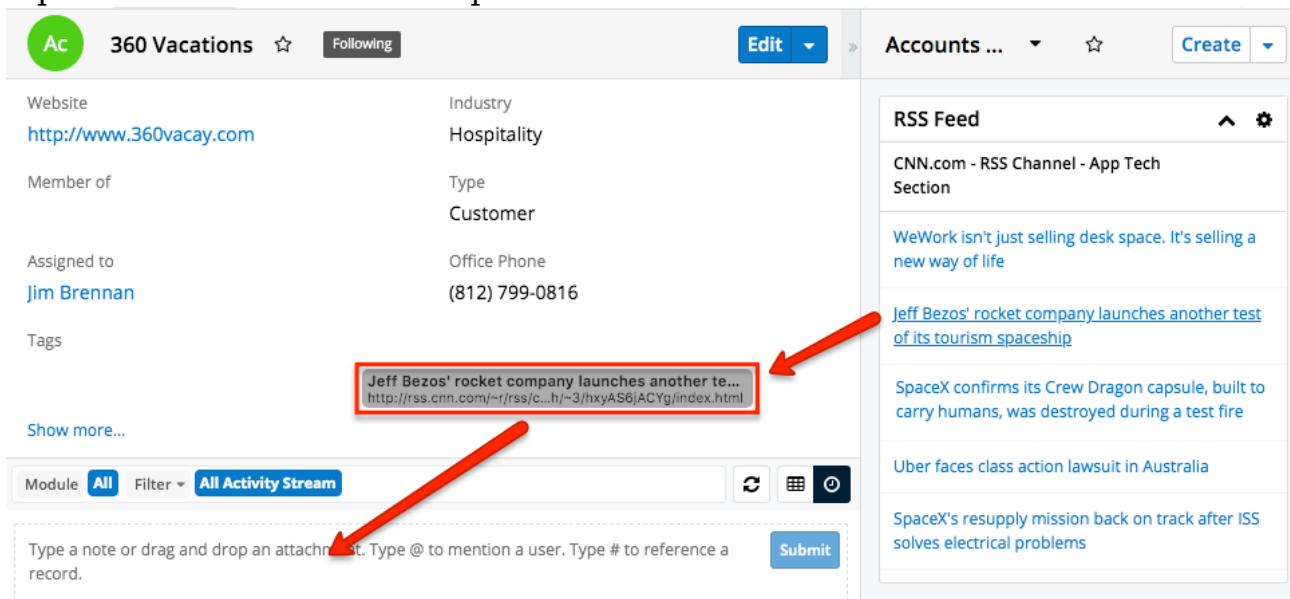 Ac
360 Vacations
Following
Edit
»
Accounts ...
Create
Website
http://www.360vacay.com
Industry
Hospitality
Member of
Type
Customer
Assigned to
Jim Brennan
Office Phone
(812) 799-0816
Tags
Jeff Bezos' rocket company launches another te...
http://rss.cnn.com/~r/rss/c...h/~3/hxyAS6jACYg/index.html
Show more...
Module All Filter All Activity Stream
Type a note or drag and drop an attachment. Type @ to mention a user. Type # to reference a
record.
Submit
RSS Feed
CNN.com - RSS Channel - App Tech
Section
WeWork isn't just selling desk space. It's selling a
new way of life
Jeff Bezos' rocket company launches another test
of its tourism spaceship
SpaceX confirms its Crew Dragon capsule, built to
carry humans, was destroyed during a test fire
Uber faces class action lawsuit in Australia
SpaceX's resupply mission back on track after ISS
solves electrical problems